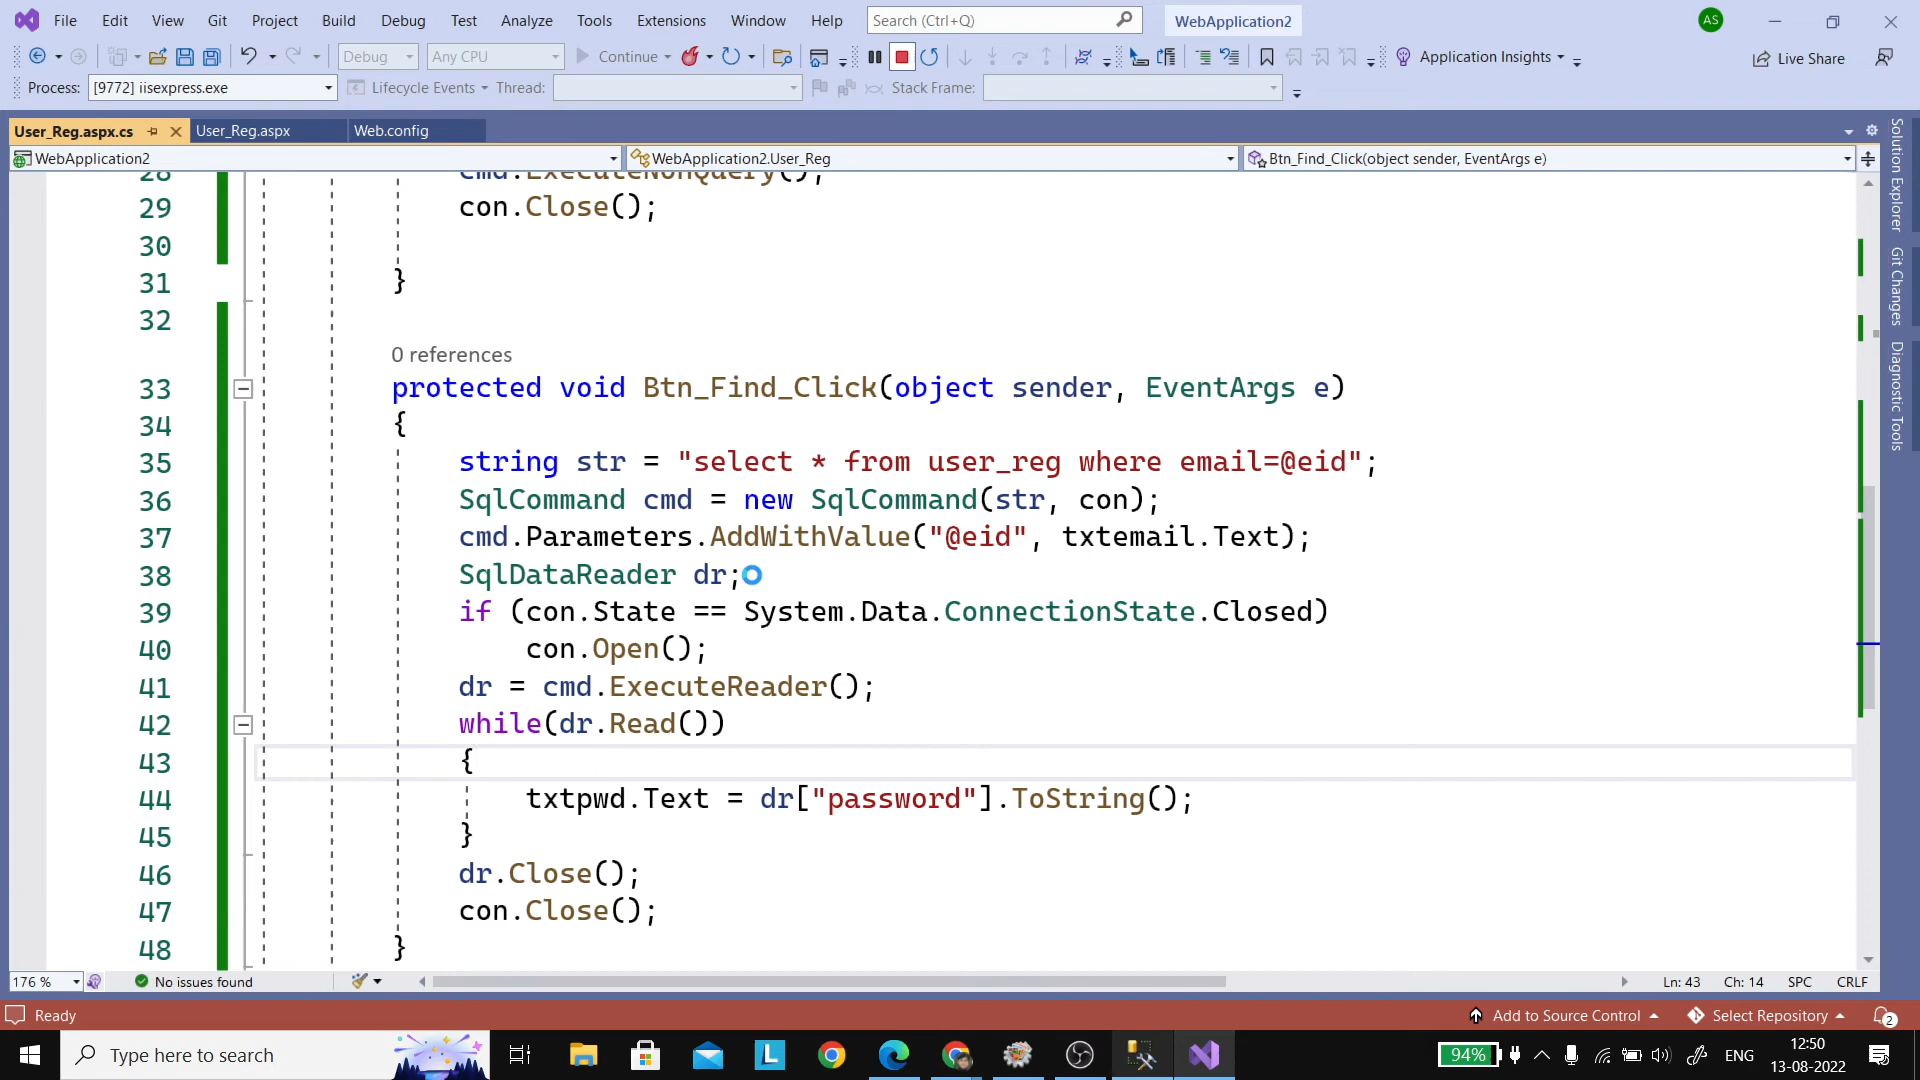 File Edit View Git Project Build Debug Test Analyze Tools Extensions Window Help Search (Ctrl+Q) WebApplication2 AS
Debug Any CPU Continue Application Insights Live Share
Process: [9772] iisexpress.exe Lifecycle Events Thread: Stack Frame:
User_Reg.aspx.cs User_Reg.aspx Web.config
WebApplication2 WebApplication2.User_Reg Btn_Find_Click(object sender, EventArgs e)
28 cmd.ExecuteNonQuery();
29 con.Close();
30
31 }
32
0 references
33 protected void Btn_Find_Click(object sender, EventArgs e)
34 {
35 string str = "select * from user_reg where email=@eid";
36 SqlCommand cmd = new SqlCommand(str, con);
37 cmd.Parameters.AddWithValue("@eid", txtemail.Text);
38 SqlDataReader dr;
39 if (con.State == System.Data.ConnectionState.Closed)
40 con.Open();
41 dr = cmd.ExecuteReader();
42 while(dr.Read())
43 {
44 txtpwd.Text = dr["password"].ToString();
45 }
46 dr.Close();
47 con.Close();
48 }
Solution Explorer
Git Changes
Diagnostic Tools
176 % No issues found Ln: 43 Ch: 14 SPC CRLF
Ready Add to Source Control Select Repository 2
Type here to search L 94% ENG 12:50
13-08-2022